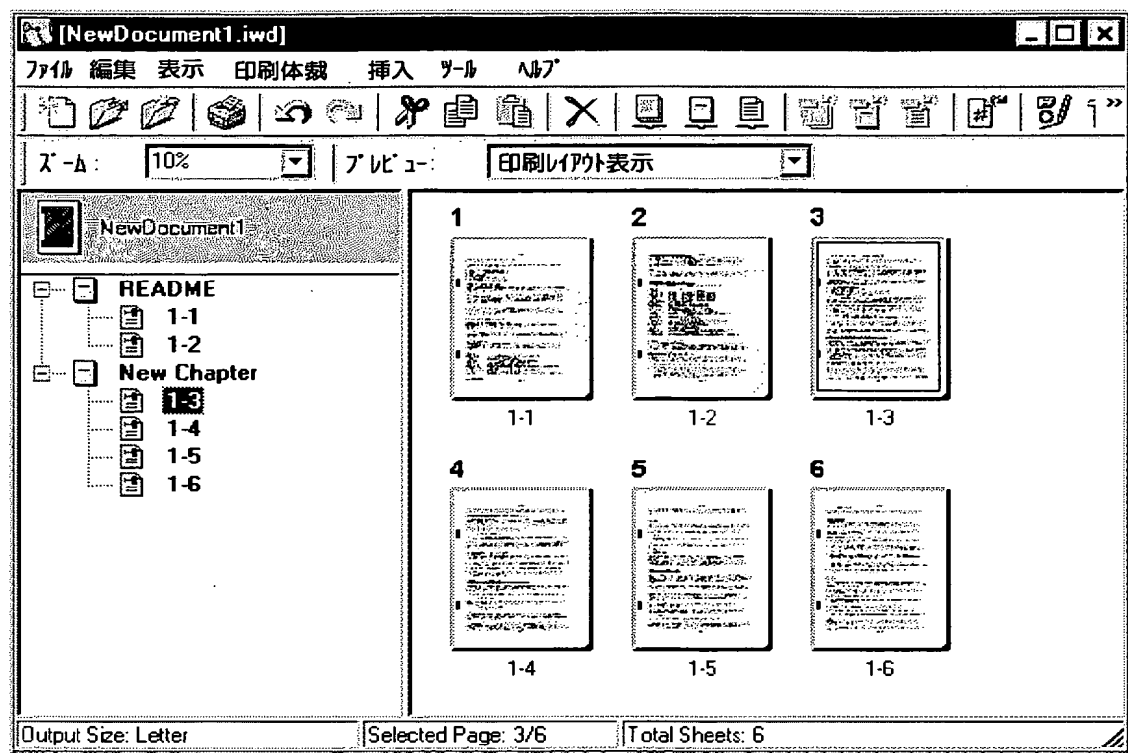 [NewDocument1.iwd]
ﾌｧｲﾙ 編集 表示 印刷体裁 挿入 ﾂｰﾙ ﾍﾙﾌﾟ
ｽﾞｰﾑ: 10% ﾌﾟﾚﾋﾞｭｰ: 印刷ﾚｲｱｳﾄ表示
NewDocument1
README
1-1
1-2
New Chapter
1-3
1-4
1-5
1-6
1 2 3
1-1 1-2 1-3
4 5 6
1-4 1-5 1-6
Output Size: Letter Selected Page: 3/6 Total Sheets: 6